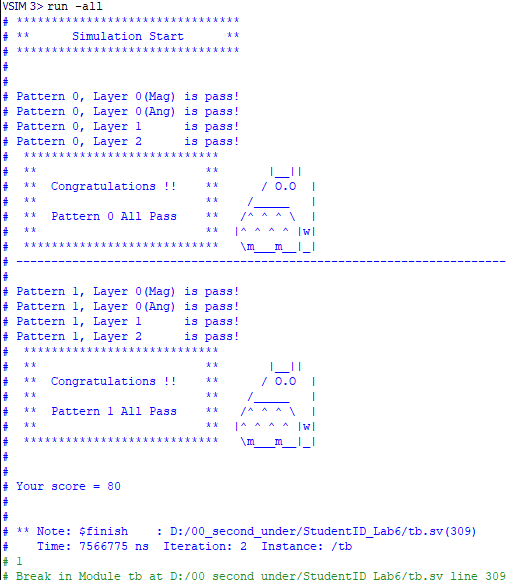 VSIM 3> run -all
# ********************************
# **      Simulation Start      **
# ********************************
#
#
# Pattern 0, Layer 0(Mag) is pass!
# Pattern 0, Layer 0(Ang) is pass!
# Pattern 0, Layer 1      is pass!
# Pattern 0, Layer 2      is pass!
#  ****************************
#  **                        **       |__||
#  **  Congratulations !!    **      / O.O  |
#  **                        **    /_____   |
#  **  Pattern 0 All Pass    **   /^ ^ ^ \  |
#  **                        **  |^ ^ ^ ^ |w|
#  ****************************   \m___m__|_|
# ----------------------------------------------------------------------
#
# Pattern 1, Layer 0(Mag) is pass!
# Pattern 1, Layer 0(Ang) is pass!
# Pattern 1, Layer 1      is pass!
# Pattern 1, Layer 2      is pass!
#  ****************************
#  **                        **       |__||
#  **  Congratulations !!    **      / O.O  |
#  **                        **    /_____   |
#  **  Pattern 1 All Pass    **   /^ ^ ^ \  |
#  **                        **  |^ ^ ^ ^ |w|
#  ****************************   \m___m__|_|
#
#
# Your score = 80
#
#
# ** Note: $finish    : D:/00_second_under/StudentID_Lab6/tb.sv(309)
#    Time: 7566775 ns  Iteration: 2  Instance: /tb
# 1
# Break in Module tb at D:/00_second_under/StudentID_Lab6/tb.sv line 309